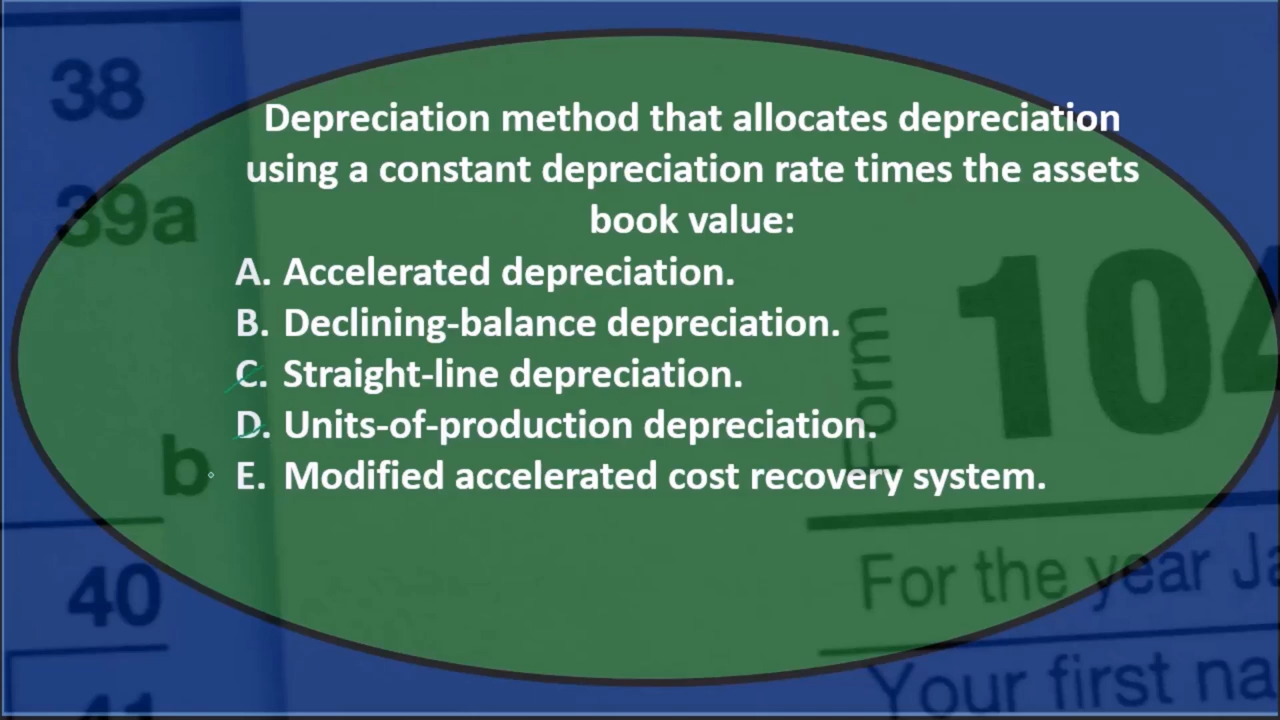 38
39a
b
40
41
Depreciation method that allocates depreciation
using a constant depreciation rate times the assets
book value:
A. Accelerated depreciation.
B. Declining-balance depreciation.
C. Straight-line depreciation.
D. Units-of-production depreciation.
E. Modified accelerated cost recovery system.
Form
104
For the year Ja
Your first na